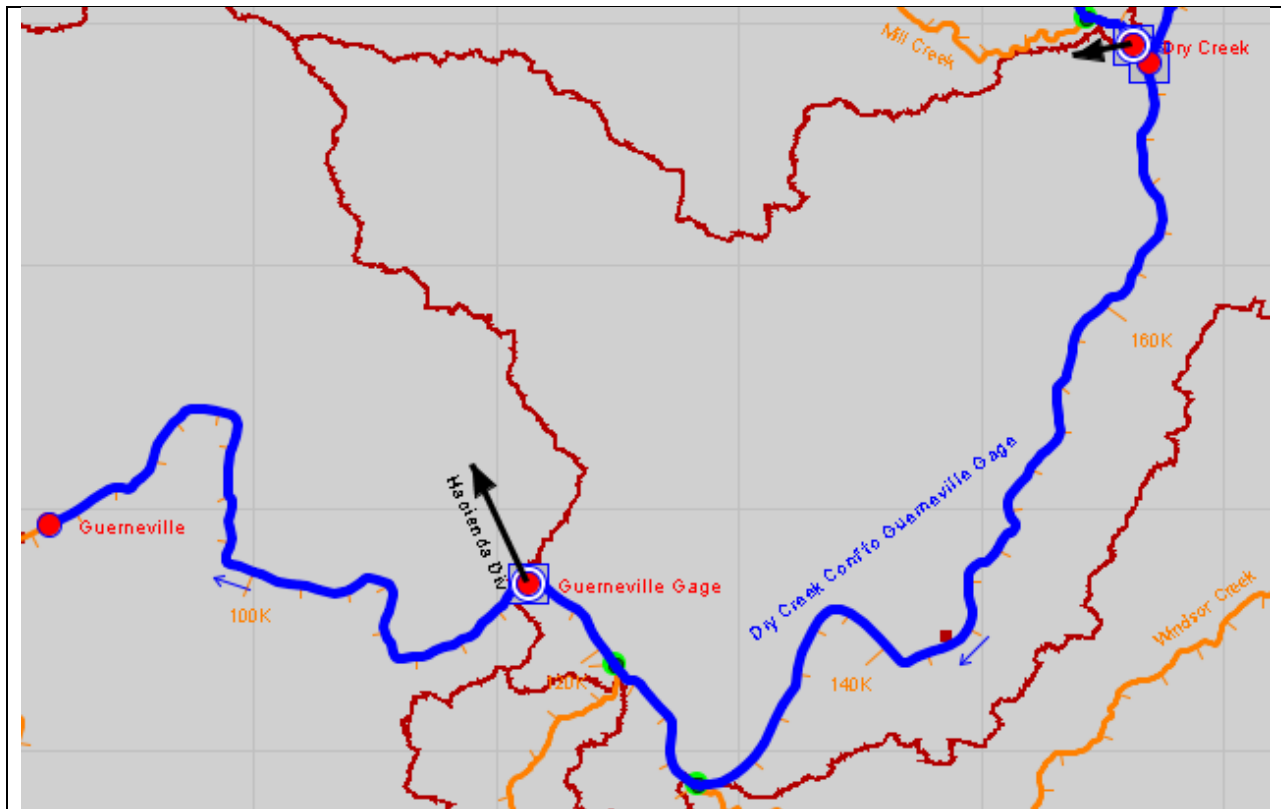 Mill Creek
Dry Creek
160K
Dry Creek Conf to Guerneville Gage
Hacienda Div
Guerneville
Guerneville Gage
100K
120K
140K
Windsor Creek